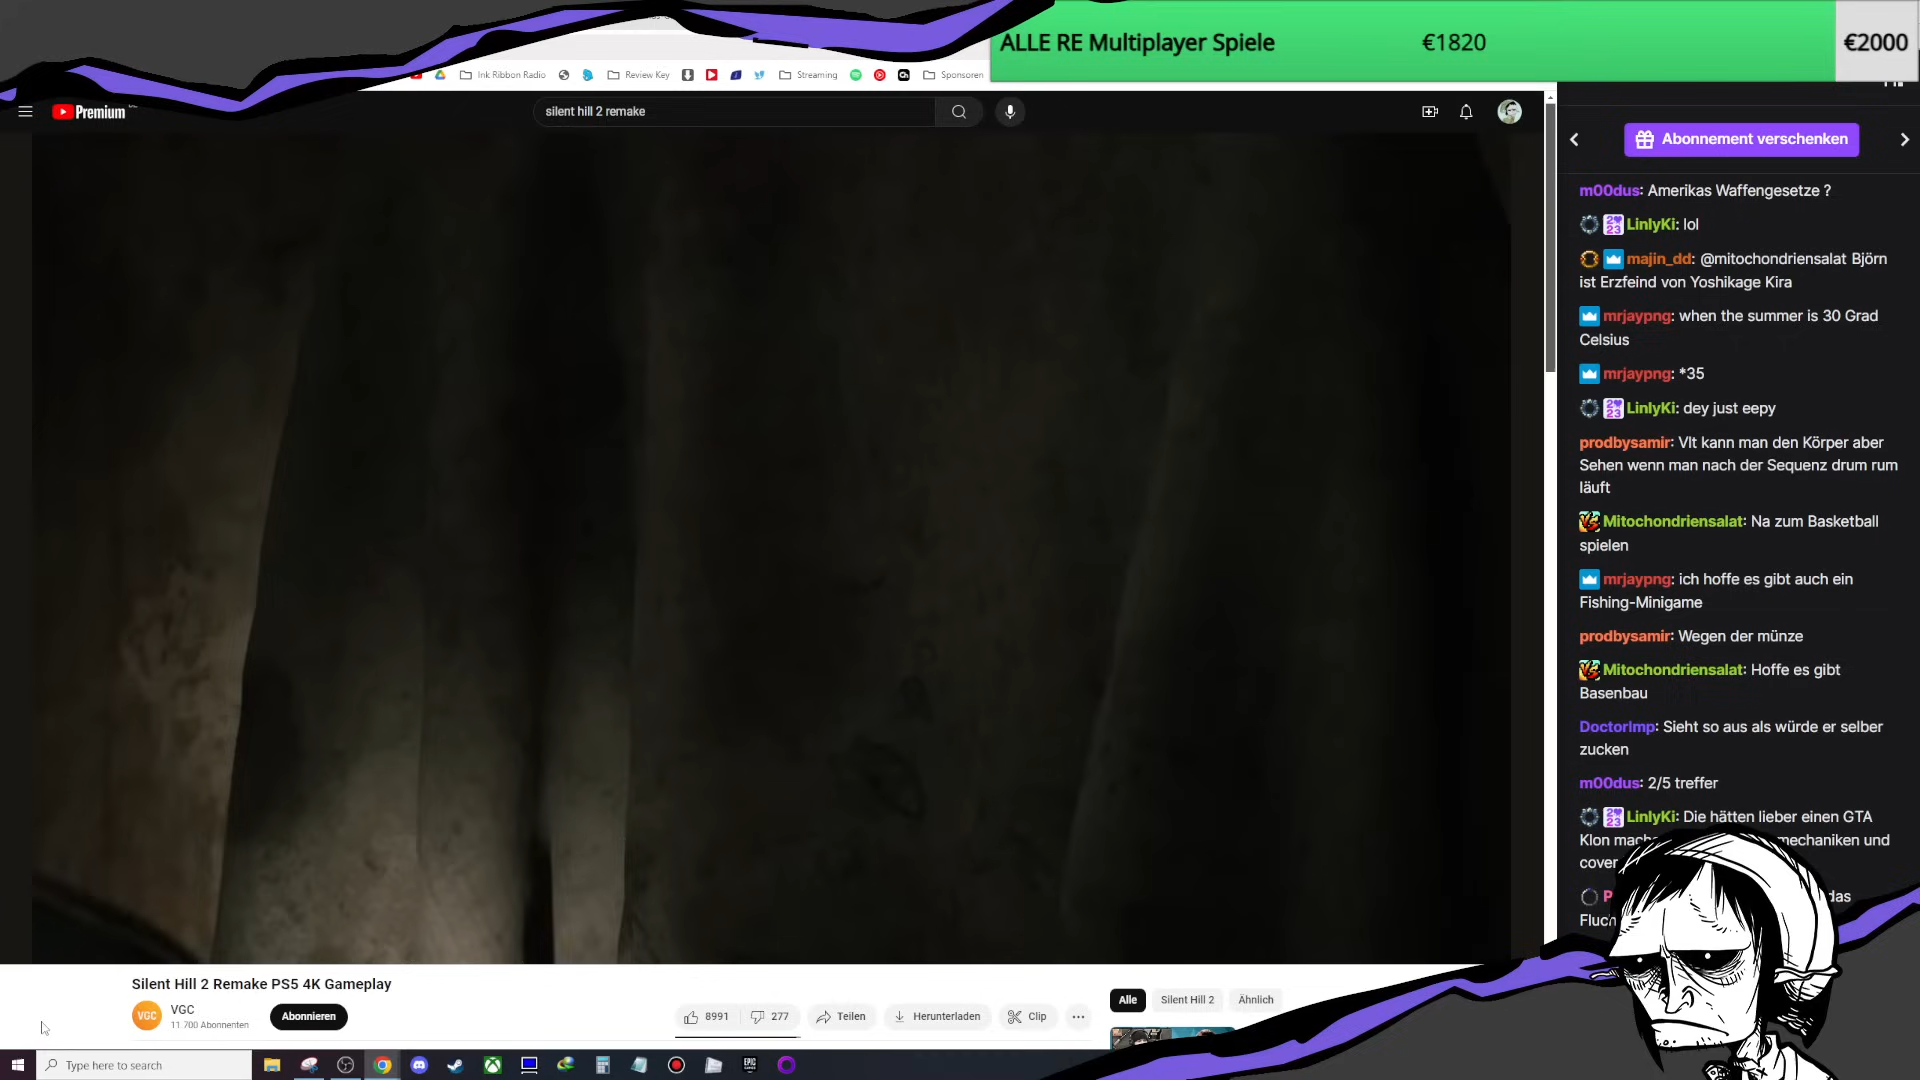 ALLE RE Multiplayer Spiele €1820 €2000
Ink Ribbon Radio Review Key Streaming Sponsoren
Premium silent hill 2 remake
Abonnement verschenken
m00dus: Amerikas Waffengesetze ?
LinlyKi: lol
majin_dd: @mitochondriensalat Björn
ist Erzfeind von Yoshikage Kira
mrjaypng: when the summer is 30 Grad
Celsius
mrjaypng: *35
LinlyKi: dey just eepy
prodbysamir: Vlt kann man den Körper aber
Sehen wenn man nach der Sequenz drum rum
läuft
Mitochondriensalat: Na zum Basketball
spielen
mrjaypng: ich hoffe es gibt auch ein
Fishing-Minigame
prodbysamir: Wegen der münze
Mitochondriensalat: Hoffe es gibt
Basenbau
DoctorImp: Sieht so aus als würde er selber
zucken
m00dus: 2/5 treffer
LinlyKi: Die hätten lieber einen GTA
Klon mechaniken und
cover
P das
Fluch
Silent Hill 2 Remake PS5 4K Gameplay
VGC
VGC
11 700 Abonnenten
Abonnieren
8991 277 Teilen Herunterladen Clip
Alle Silent Hill 2 Ähnlich
Type here to search